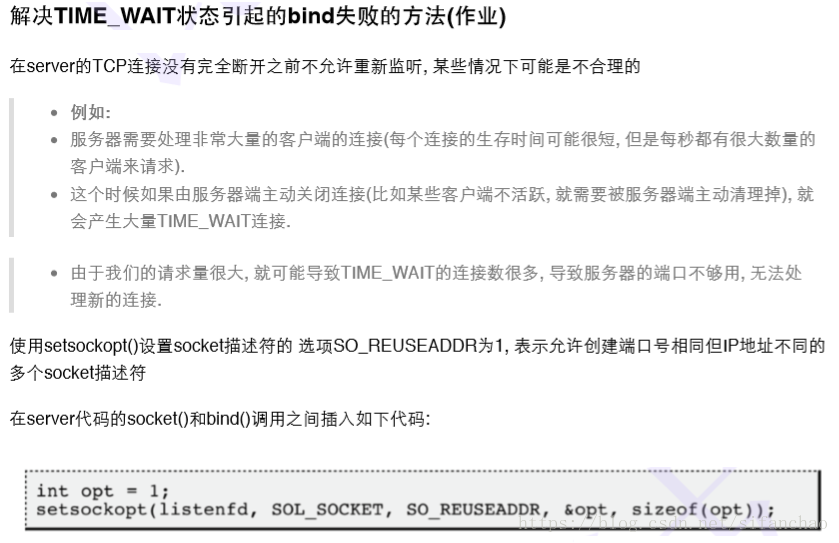 解决TIME_WAIT状态引起的bind失败的方法(作业)
在server的TCP连接没有完全断开之前不允许重新监听, 某些情况下可能是不合理的
例如:
服务器需要处理非常大量的客户端的连接(每个连接的生存时间可能很短, 但是每秒都有很大数量的
客户端来请求).
这个时候如果由服务器端主动关闭连接(比如某些客户端不活跃, 就需要被服务器端主动清理掉), 就
会产生大量TIME_WAIT连接.
由于我们的请求量很大, 就可能导致TIME_WAIT的连接数很多, 导致服务器的端口不够用, 无法处
理新的连接.
使用setsockopt()设置socket描述符的 选项SO_REUSEADDR为1, 表示允许创建端口号相同但IP地址不同的
多个socket描述符
在server代码的socket()和bind()调用之间插入如下代码:
int opt = 1;
setsockopt(listenfd, SOL_SOCKET, SO_REUSEADDR, &opt, sizeof(opt));
https://blog.csdn.net/sifanchao